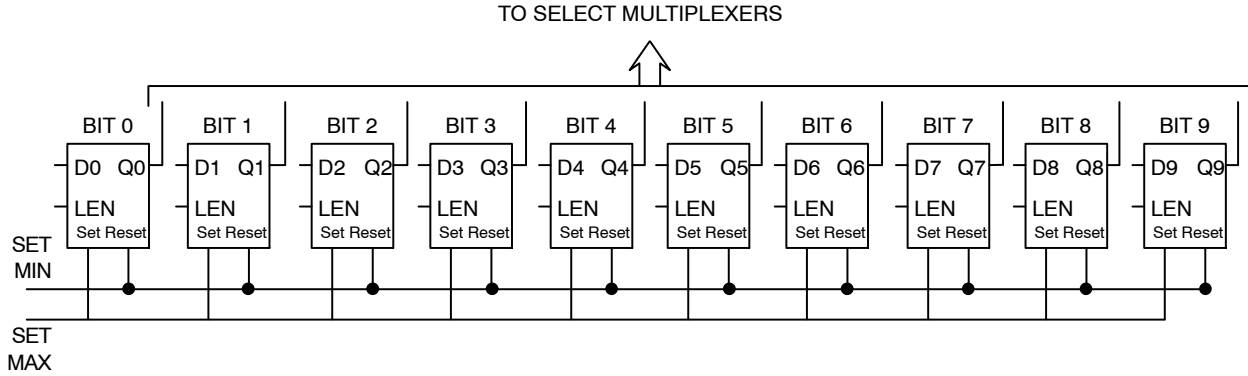 TO SELECT MULTIPLEXERS
BIT 0 BIT 1 BIT 2 BIT 3 BIT 4 BIT 5 BIT 6 BIT 7 BIT 8 BIT 9
D0 Q0 D1 Q1 D2 Q2 D3 Q3 D4 Q4 D5 Q5 D6 Q6 D7 Q7 D8 Q8 D9 Q9
LEN LEN LEN LEN LEN LEN LEN LEN LEN LEN
Set Reset Set Reset Set Reset Set Reset Set Reset Set Reset Set Reset Set Reset Set Reset Set Reset
SET
MIN
SET
MAX